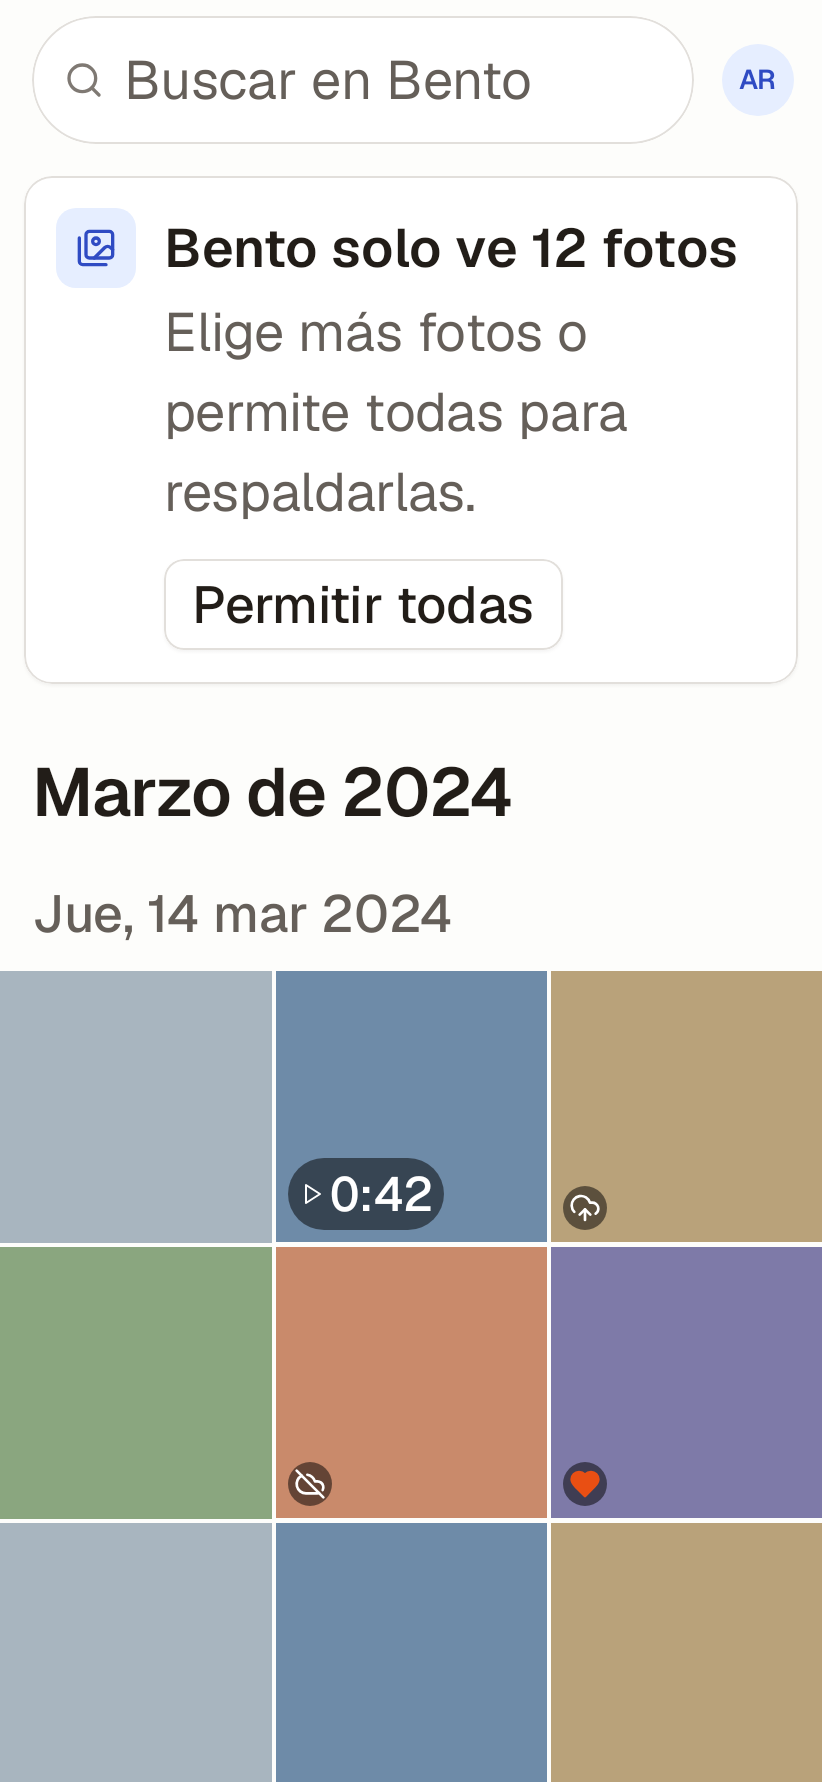 Buscar en Bento
AR
Bento solo ve 12 fotos
Elige más fotos o
permite todas para
respaldarlas.
Permitir todas
Marzo de 2024
Jue, 14 mar 2024
0:42